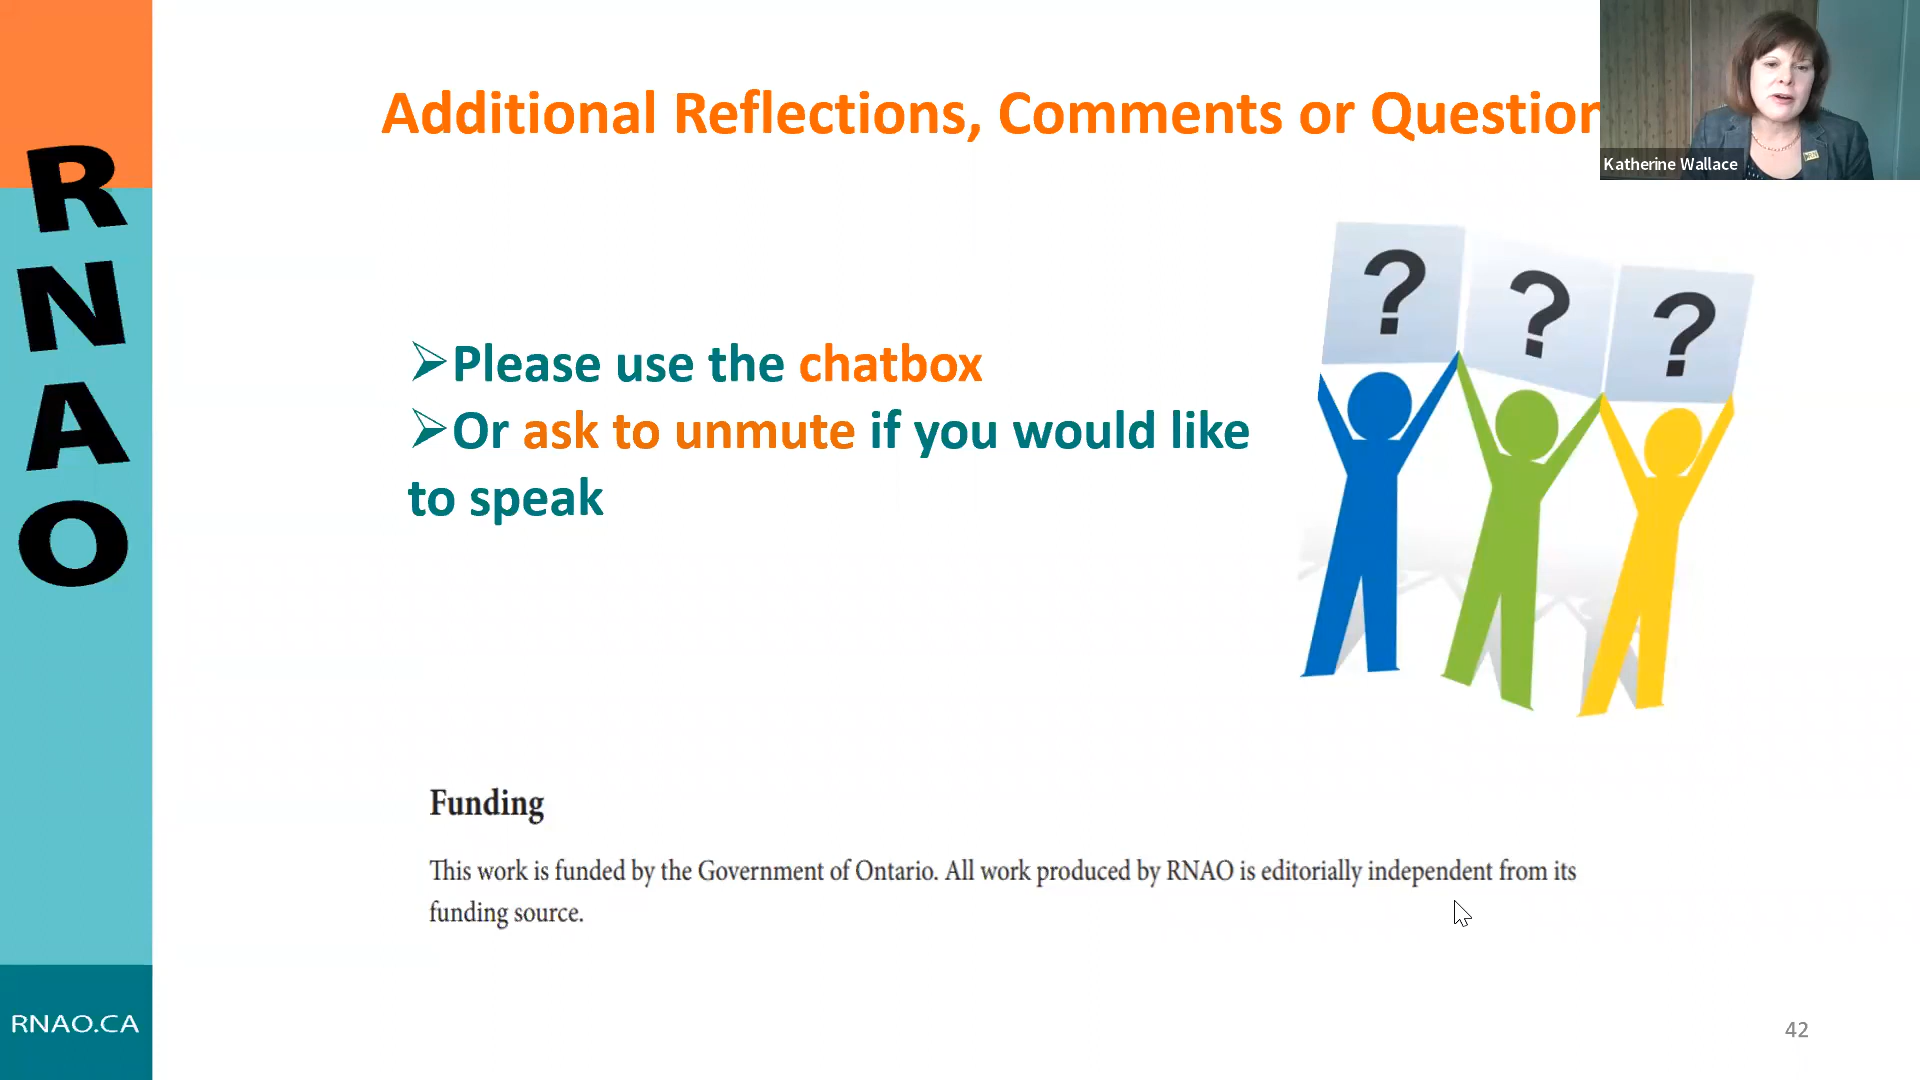 RNAO
Additional Reflections, Comments or Question
Katherine Wallace
? ? ?
➢Please use the chatbox
➢Or ask to unmute if you would like
to speak
Funding
This work is funded by the Government of Ontario. All work produced by RNAO is editorially independent from its
funding source.
RNAO.CA
42